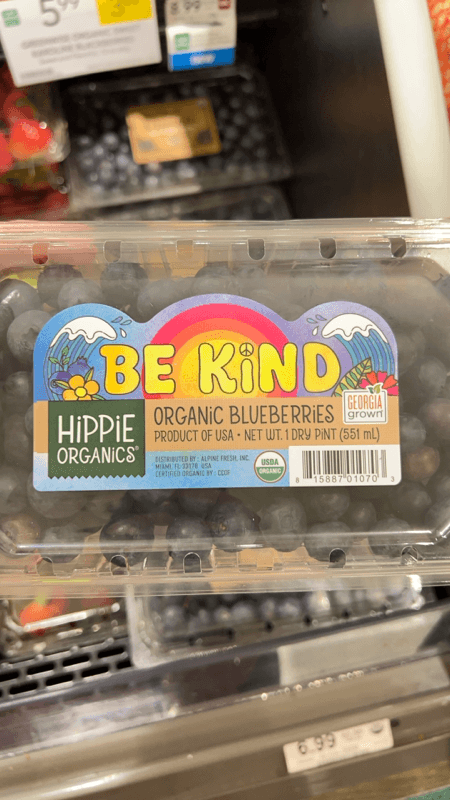 5.99
8.99
BE KiND
GEORGIA
grown
HiPPiE
ORGANiCS
ORGANiC BLUEBERRiES
PRODUCT OF USA • NET WT. 1 DRY PiNT (551 mL)
DISTRIBUTED BY: ALPINE FRESH, INC.
MIAMI, FL 33178, USA
CERTIFIED ORGANIC BY: CCOF
USDA
ORGANIC
8 15887 01070 3
6.99